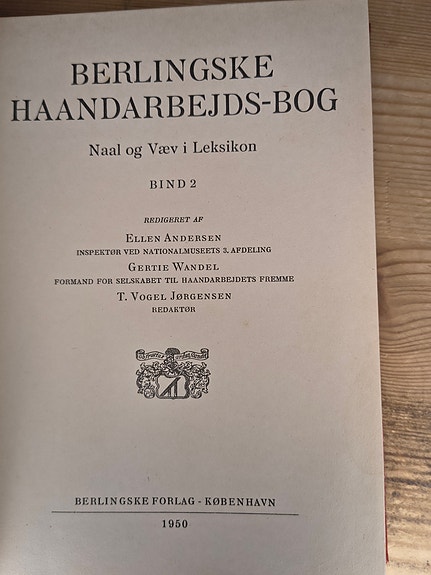 BERLINGSKE
HAANDARBEJDS-BOG
Naal og Væv i Leksikon
BIND 2
REDIGERET AF
ELLEN ANDERSEN
INSPEKTØR VED NATIONALMUSEETS 3. AFDELING
GERTIE WANDEL
FORMAND FOR SELSKABET TIL HAANDARBEJDETS FREMME
T. VOGEL JØRGENSEN
REDAKTØR
BERLINGSKE FORLAG - KØBENHAVN
1950